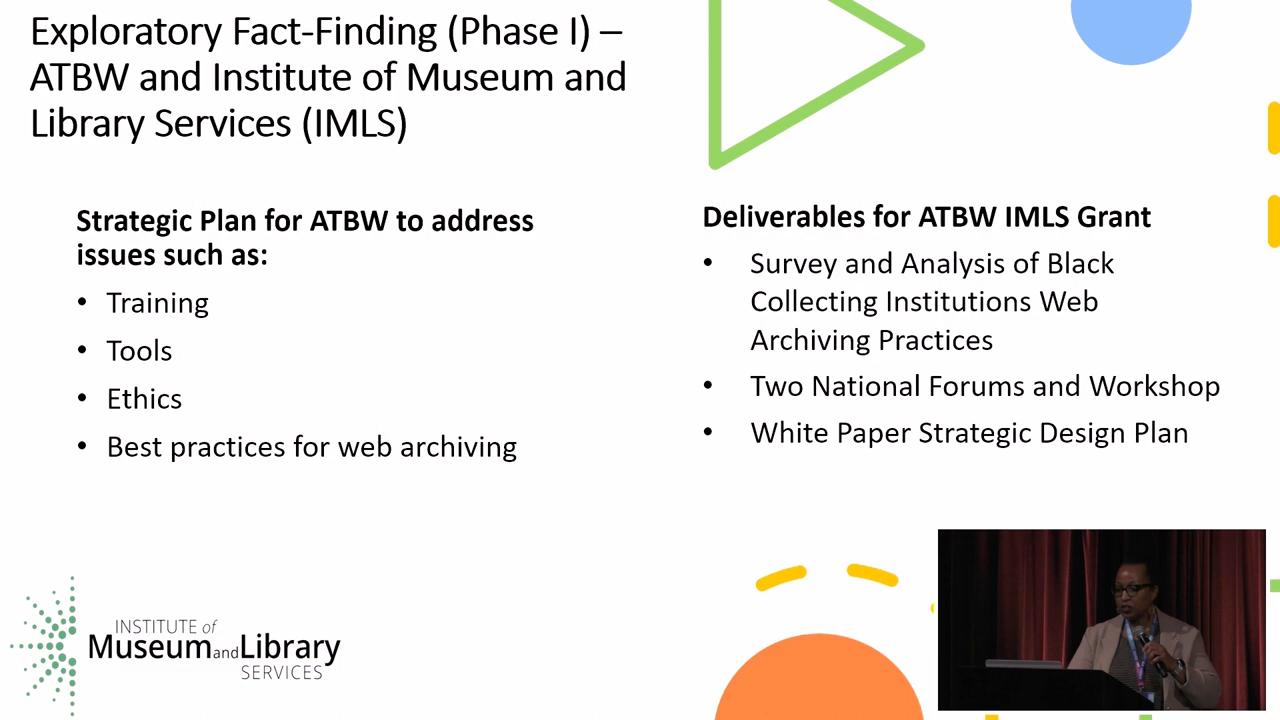 Exploratory Fact-Finding (Phase I) –
ATBW and Institute of Museum and
Library Services (IMLS)
Strategic Plan for ATBW to address
issues such as:
• Training
• Tools
• Ethics
• Best practices for web archiving
Deliverables for ATBW IMLS Grant
• Survey and Analysis of Black
Collecting Institutions Web
Archiving Practices
• Two National Forums and Workshop
• White Paper Strategic Design Plan
INSTITUTE of
Museum and Library
SERVICES